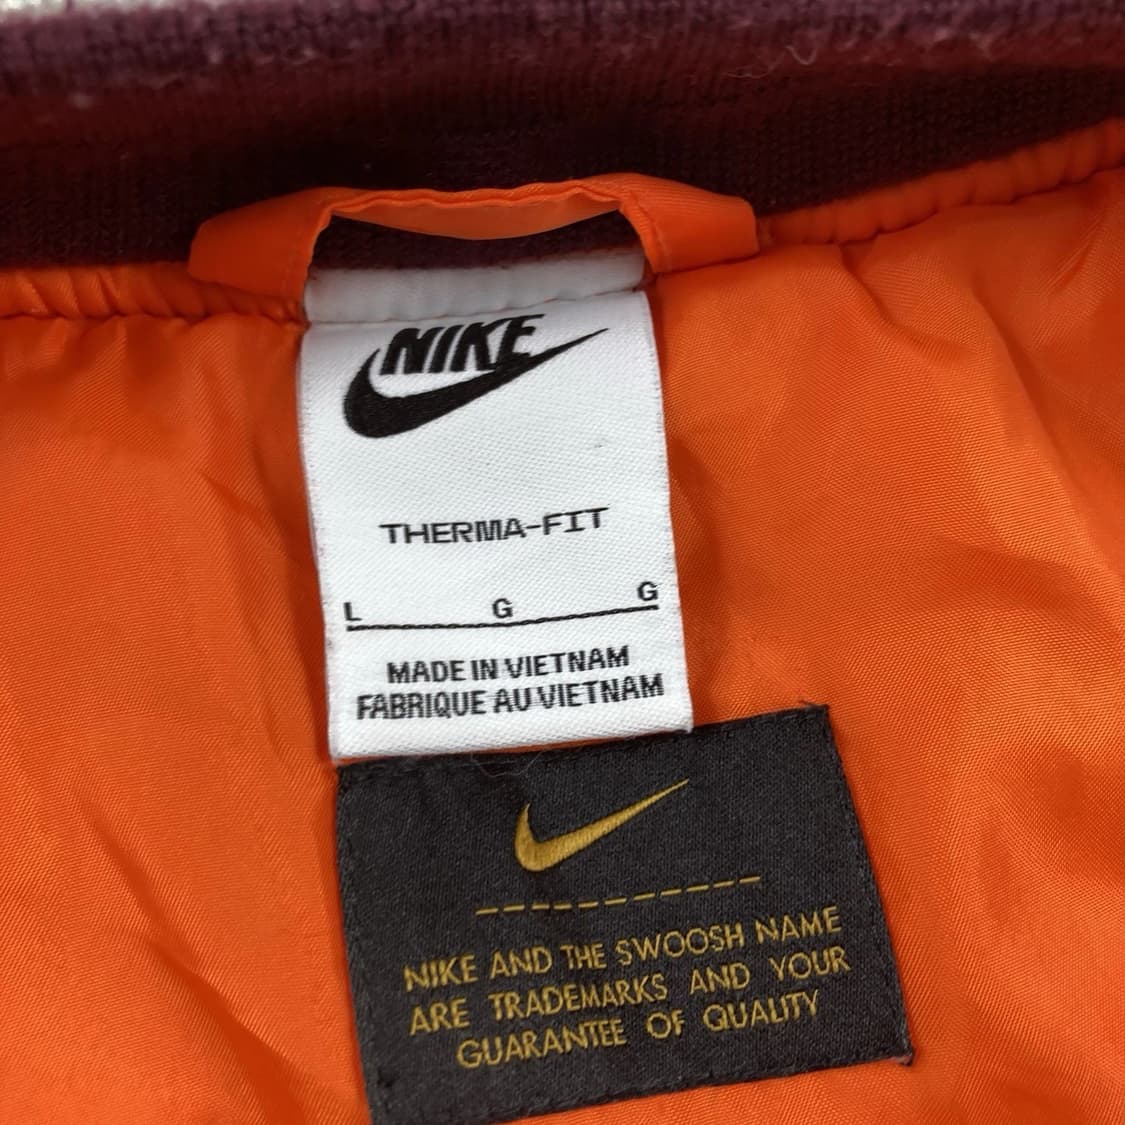 NIKE
THERMA-FIT
L G G
MADE IN VIETNAM
FABRIQUE AU VIETNAM
NIKE AND THE SWOOSH NAME
ARE TRADEMARKS AND YOUR
GUARANTEE OF QUALITY